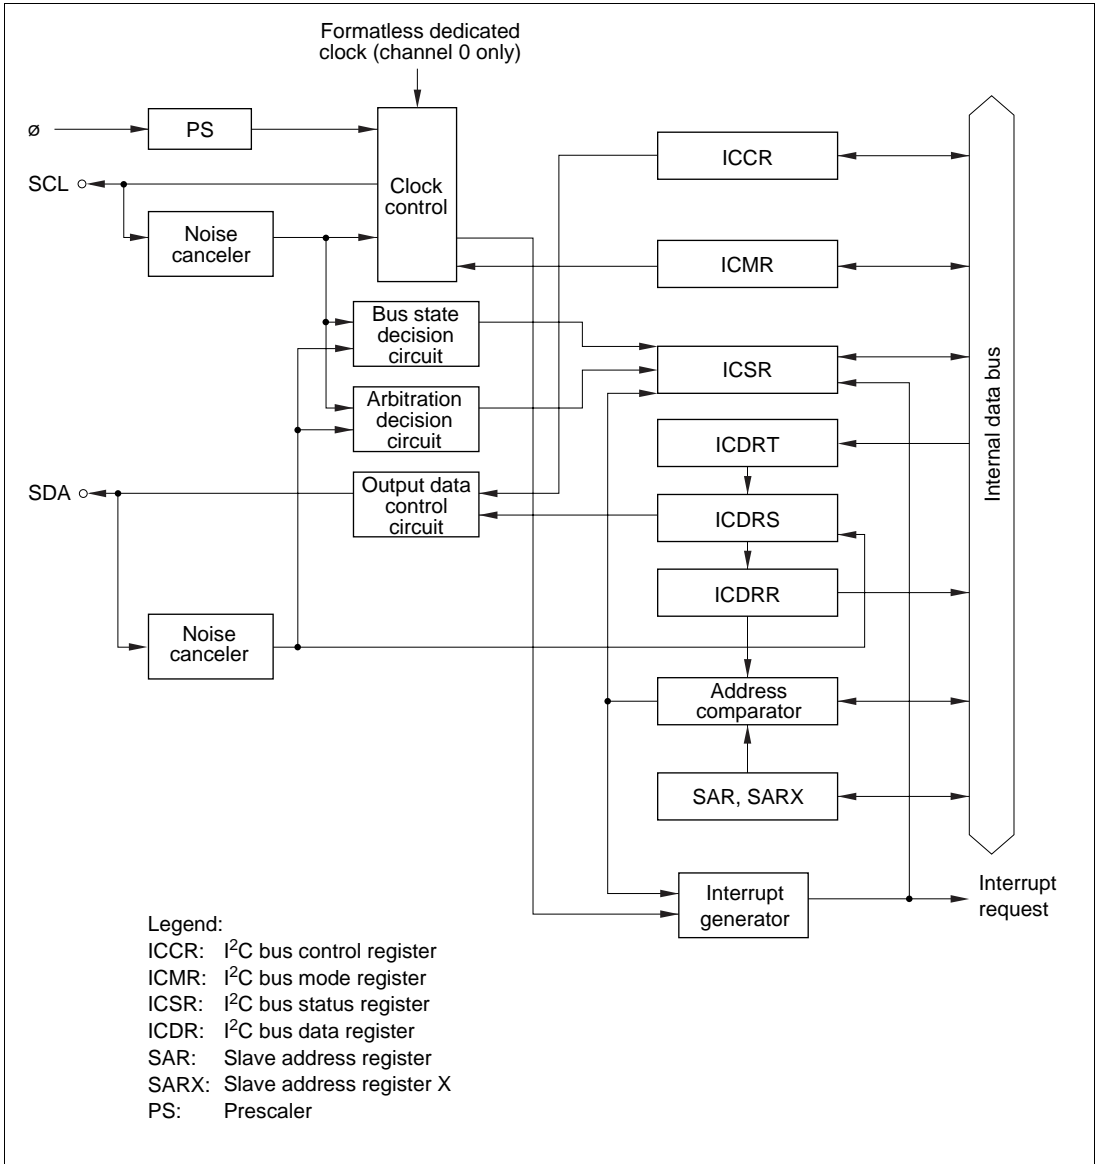 Formatless dedicated
clock (channel 0 only)
ø
PS
SCL
Noise
canceler
Clock
control
Bus state
decision
circuit
Arbitration
decision
circuit
SDA
Output data
control
circuit
Noise
canceler
ICCR
ICMR
ICSR
ICDRT
ICDRS
ICDRR
Address
comparator
SAR, SARX
Internal data bus
Interrupt
generator
Interrupt
request
Legend:
ICCR: I²C bus control register
ICMR: I²C bus mode register
ICSR: I²C bus status register
ICDR: I²C bus data register
SAR: Slave address register
SARX: Slave address register X
PS: Prescaler